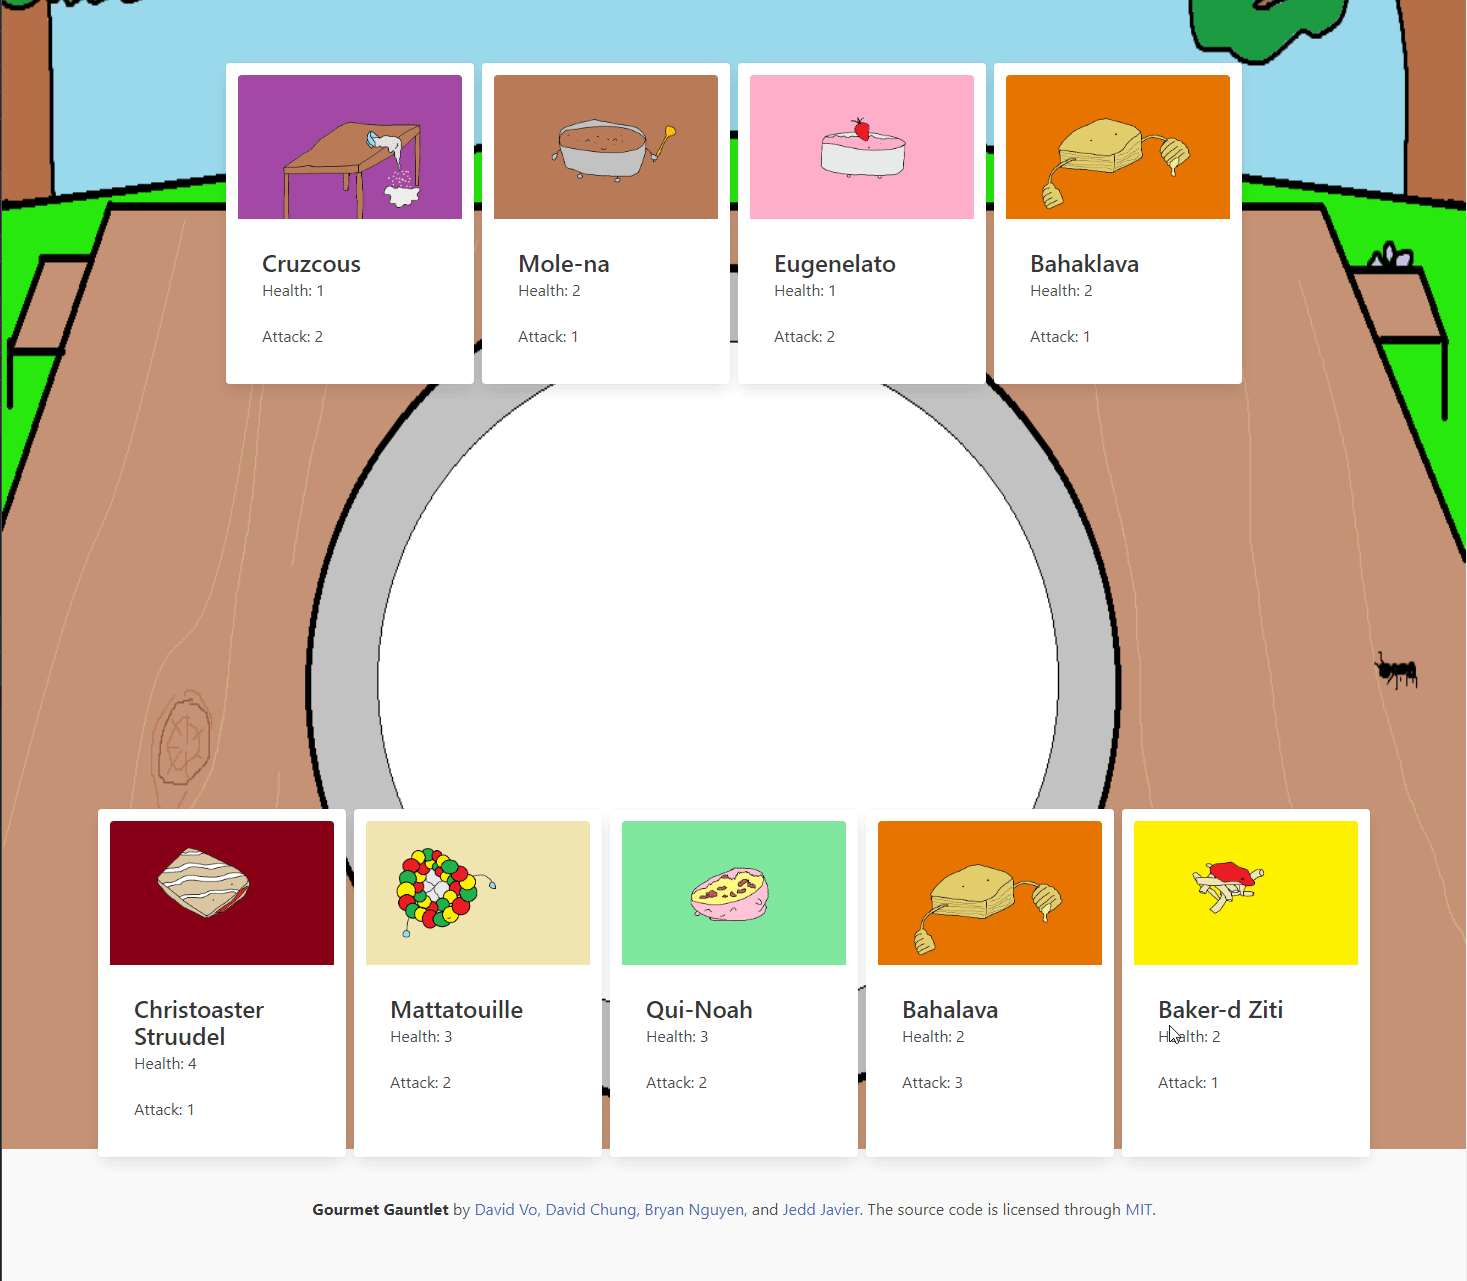 Cruzcous
Health: 1
Attack: 2
Mole-na
Health: 2
Attack: 1
Eugenelato
Health: 1
Attack: 2
Bahaklava
Health: 2
Attack: 1
Christoaster
Struudel
Health: 4
Attack: 1
Mattatouille
Health: 3
Attack: 2
Qui-Noah
Health: 3
Attack: 2
Bahalava
Health: 2
Attack: 3
Baker-d Ziti
Health: 2
Attack: 1
Gourmet Gauntlet by David Vo, David Chung, Bryan Nguyen, and Jedd Javier. The source code is licensed through MIT.